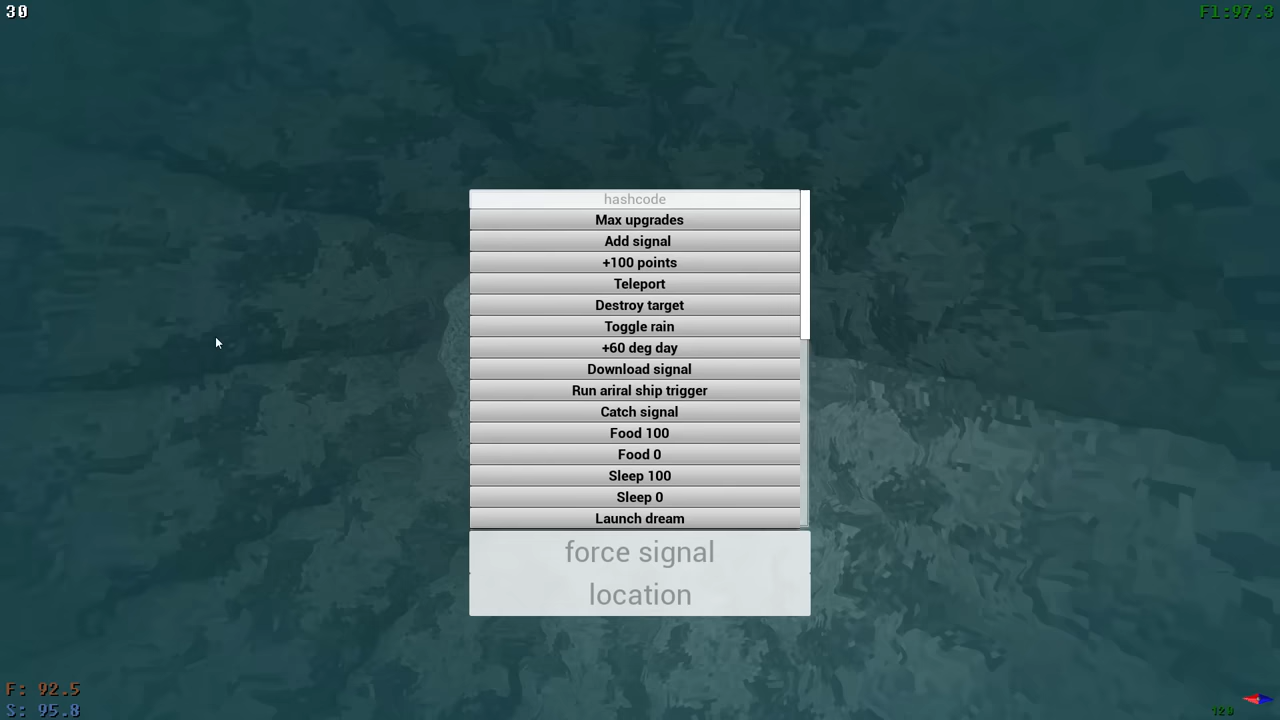 30
Fl:97.3
hashcode
Max upgrades
Add signal
+100 points
Teleport
Destroy target
Toggle rain
+60 deg day
Download signal
Run ariral ship trigger
Catch signal
Food 100
Food 0
Sleep 100
Sleep 0
Launch dream
force signal
location
F: 92.5
S: 95.8